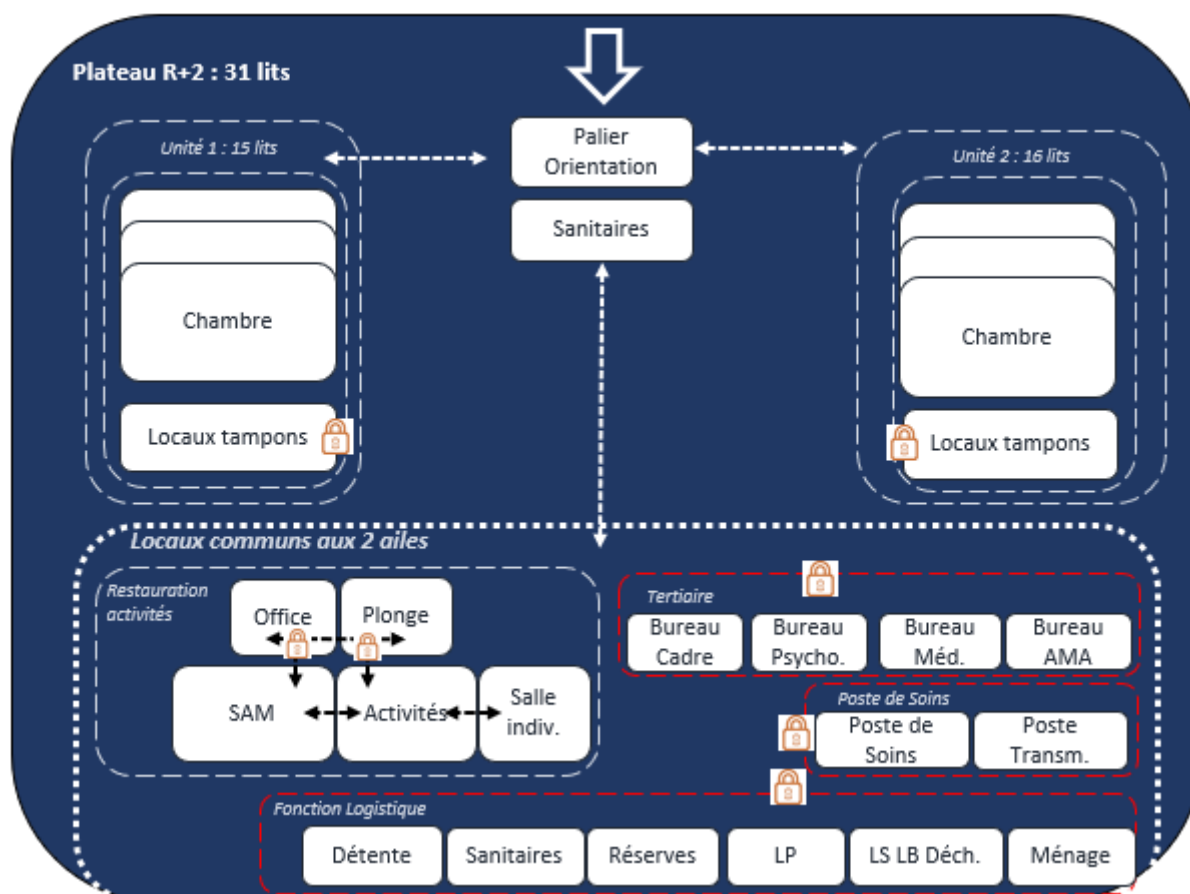 Plateau R+2 : 31 lits
Palier
Orientation
Sanitaires
Unité 1 : 15 lits
Chambre
Locaux tampons
Unité 2 : 16 lits
Chambre
Locaux tampons
Locaux communs aux 2 ailes
Restauration
activités
Office
Plonge
SAM
Activités
Salle
indiv.
Tertiaire
Bureau
Cadre
Bureau
Psycho.
Bureau
Méd.
Bureau
AMA
Poste de Soins
Poste de
Soins
Poste
Transm.
Fonction Logistique
Détente
Sanitaires
Réserves
LP
LS LB Déch.
Ménage